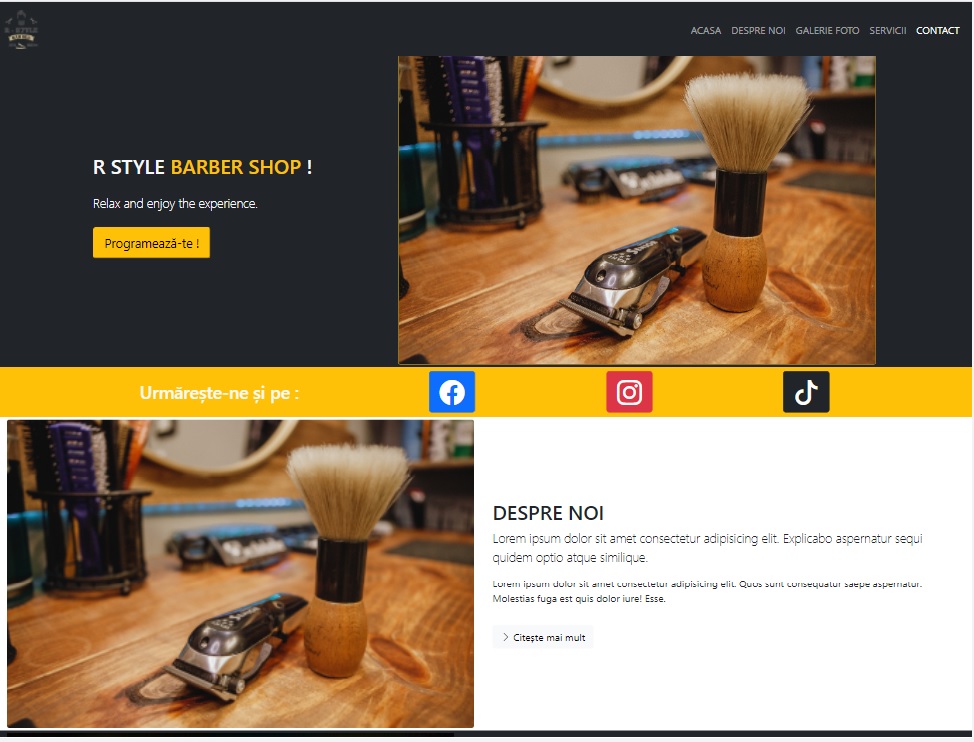 R - STYLE
ACASA DESPRE NOI GALERIE FOTO SERVICII CONTACT
R STYLE BARBER SHOP !
Relax and enjoy the experience.
Programează-te !
Urmărește-ne și pe :
DESPRE NOI
Lorem ipsum dolor sit amet consectetur adipisicing elit. Explicabo aspernatur sequi
quidem optio atque similique.
Lorem ipsum dolor sit amet consectetur adipisicing elit. Quos sunt consequatur saepe aspernatur.
Molestias fuga est quis dolor iure! Esse.
Citește mai mult